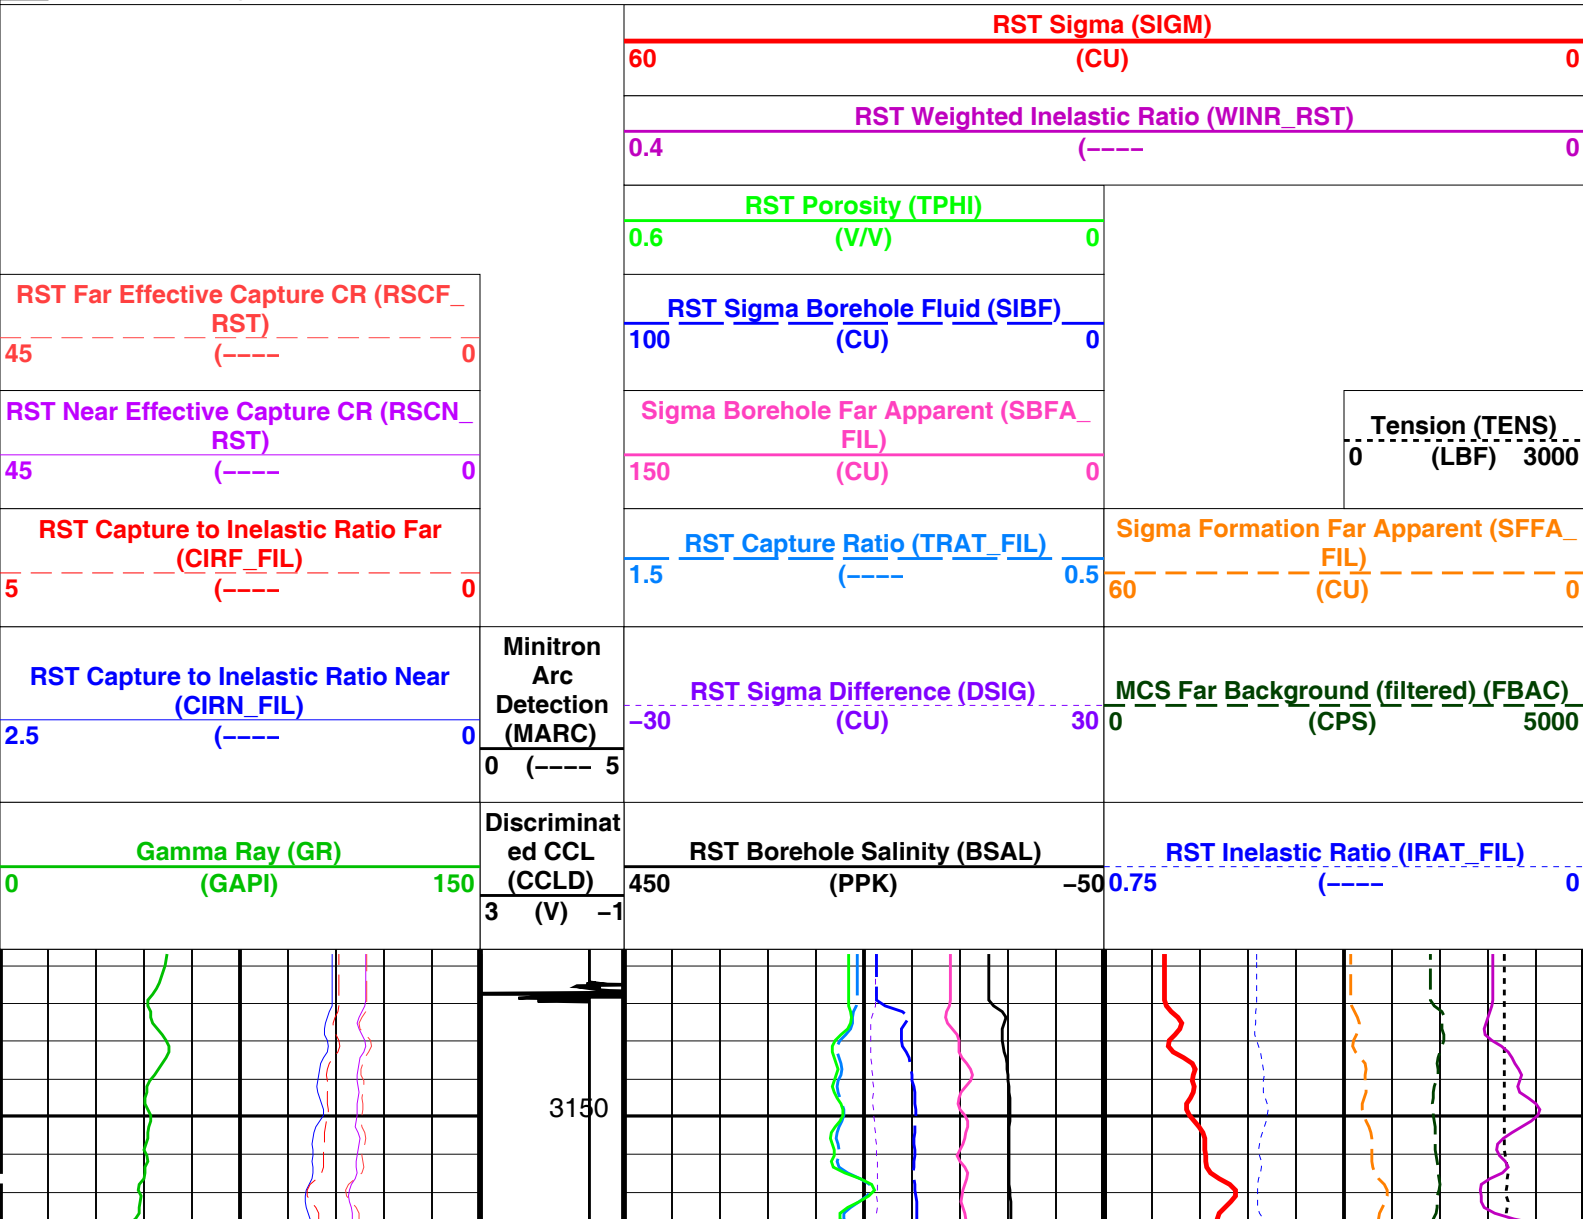 RST Sigma (SIGM)
60 (CU) 0
RST Weighted Inelastic Ratio (WINR_RST)
0.4 (---- 0
RST Porosity (TPHI)
0.6 (V/V) 0
RST Far Effective Capture CR (RSCF_
RST)
45 (---- 0
RST Sigma Borehole Fluid (SIBF)
100 (CU) 0
RST Near Effective Capture CR (RSCN_
RST)
45 (---- 0
Sigma Borehole Far Apparent (SBFA_
FIL)
150 (CU) 0
Tension (TENS)
0 (LBF) 3000
RST Capture to Inelastic Ratio Far
(CIRF_FIL)
5 (---- 0
RST Capture Ratio (TRAT_FIL)
1.5 (---- 0.5
Sigma Formation Far Apparent (SFFA_
FIL)
60 (CU) 0
RST Capture to Inelastic Ratio Near
(CIRN_FIL)
2.5 (---- 0
Minitron
Arc
Detection
(MARC)
0 (---- 5
RST Sigma Difference (DSIG)
-30 (CU) 30
MCS Far Background (filtered) (FBAC)
0 (CPS) 5000
Gamma Ray (GR)
0 (GAPI) 150
Discriminat
ed CCL
(CCLD)
3 (V) -1
RST Borehole Salinity (BSAL)
450 (PPK) -50
RST Inelastic Ratio (IRAT_FIL)
0.75 (---- 0
3150